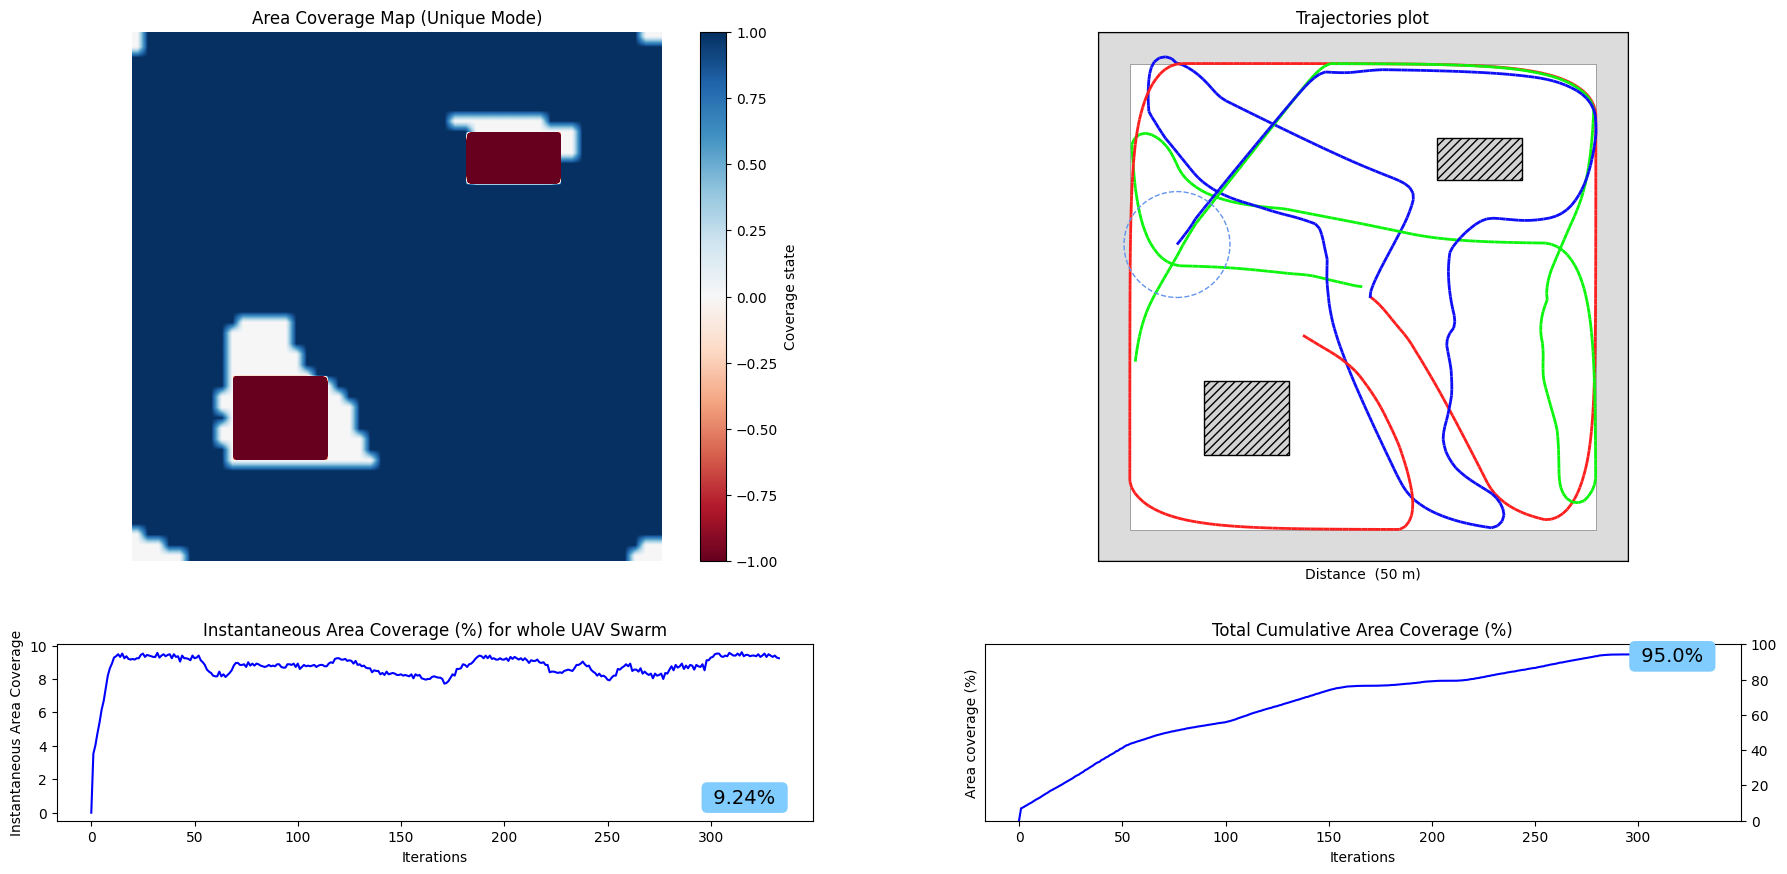 Area Coverage Map (Unique Mode)
1.00
0.75
0.50
0.25
0.00
−0.25
−0.50
−0.75
−1.00
Coverage state
Trajectories plot
Distance  (50 m)
Instantaneous Area Coverage (%) for whole UAV Swarm
Instantaneous Area Coverage
10
8
6
4
2
0
9.24%
0 50 100 150 200 250 300
Iterations
Total Cumulative Area Coverage (%)
Area coverage (%)
95.0%
100
80
60
40
20
0
0 50 100 150 200 250 300
Iterations